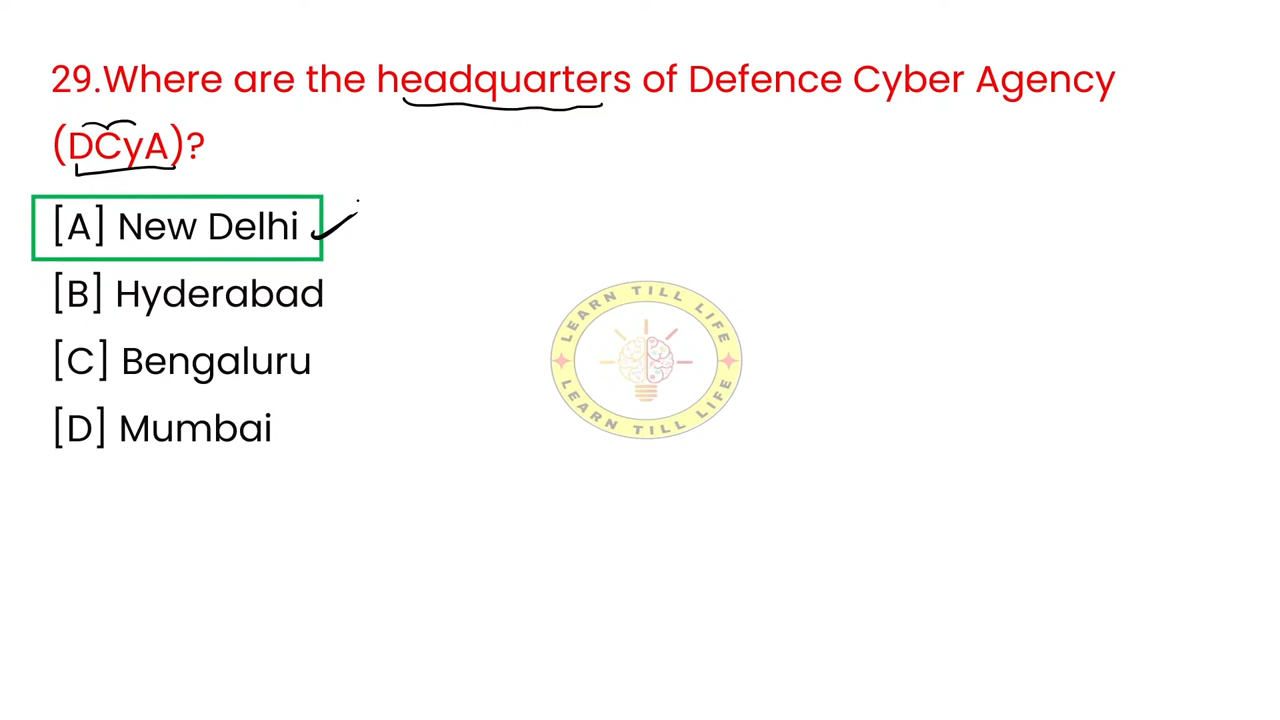 29.Where are the headquarters of Defence Cyber Agency
(DCyA)?
[A] New Delhi
[B] Hyderabad
[C] Bengaluru
[D] Mumbai
LEARN TILL LIFE
LEARN TILL LIFE